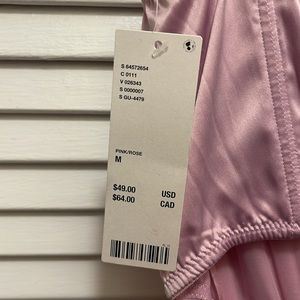 S 64572654
C 0111
V 026343
S 0000007
S GU-4479
PINK/ROSE
M
$49.00 USD
$64.00 CAD
M